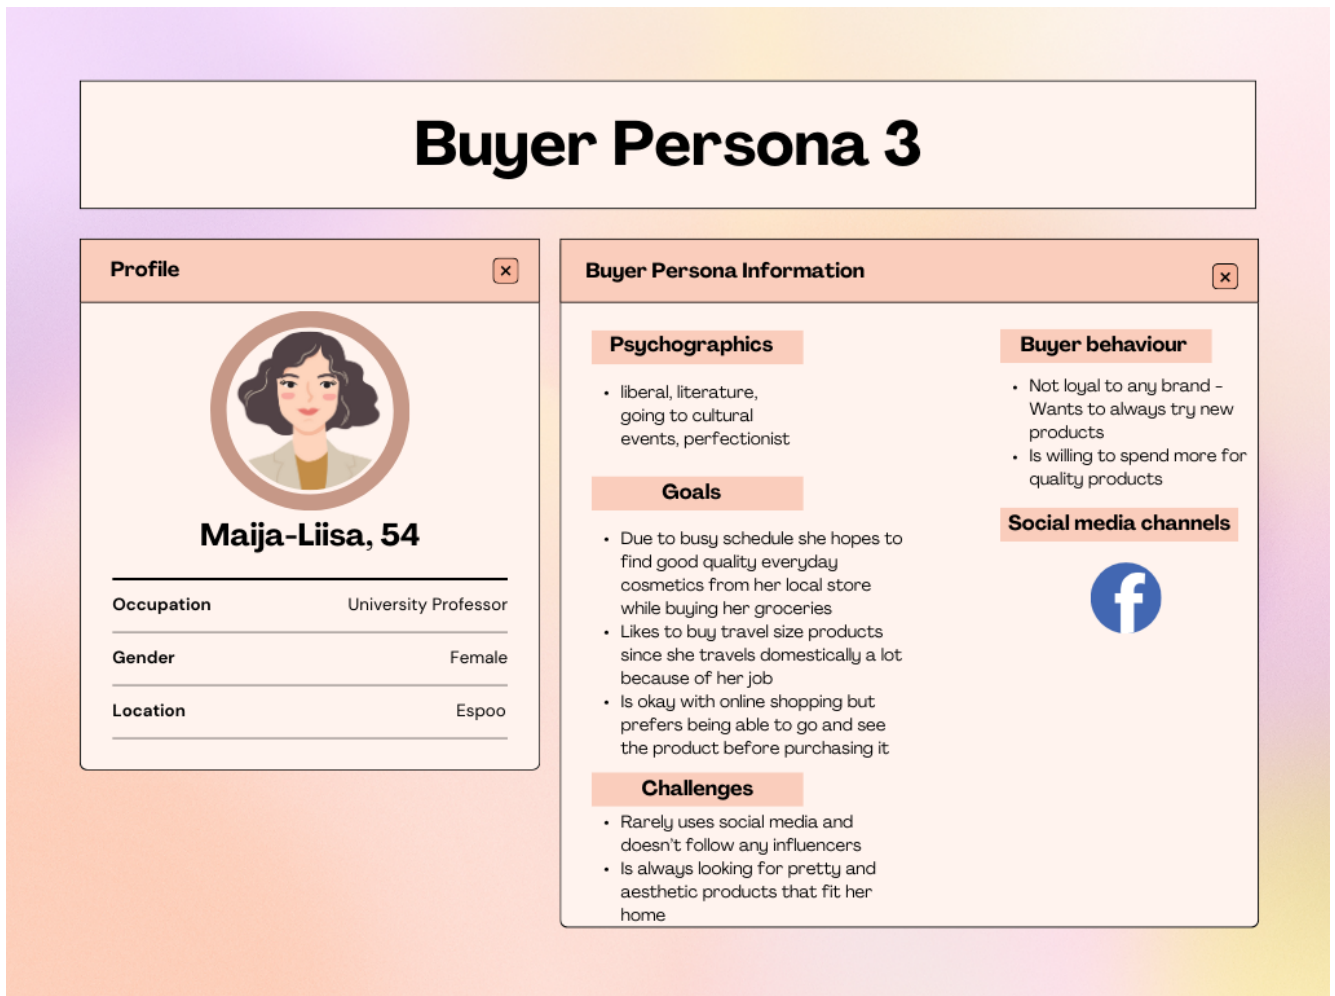 Buyer Persona 3
Profile
Maija-Liisa, 54
Occupation University Professor
Gender Female
Location Espoo
Buyer Persona Information
Psychographics
• liberal, literature,
going to cultural
events, perfectionist
Goals
• Due to busy schedule she hopes to
find good quality everyday
cosmetics from her local store
while buying her groceries
• Likes to buy travel size products
since she travels domestically a lot
because of her job
• Is okay with online shopping but
prefers being able to go and see
the product before purchasing it
Challenges
• Rarely uses social media and
doesn't follow any influencers
• Is always looking for pretty and
aesthetic products that fit her
home
Buyer behaviour
• Not loyal to any brand -
Wants to always try new
products
• Is willing to spend more for
quality products
Social media channels
f